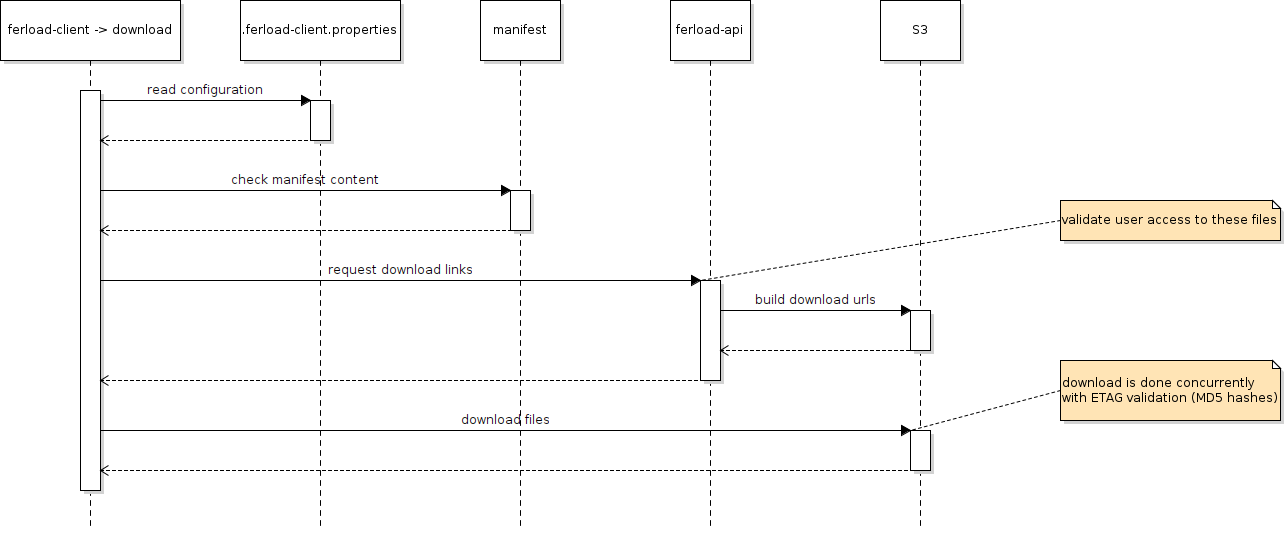 ferload-client -> download
.ferload-client.properties
manifest
ferload-api
S3
read configuration
check manifest content
validate user access to these files
request download links
build download urls
download is done concurrently
with ETAG validation (MD5 hashes)
download files